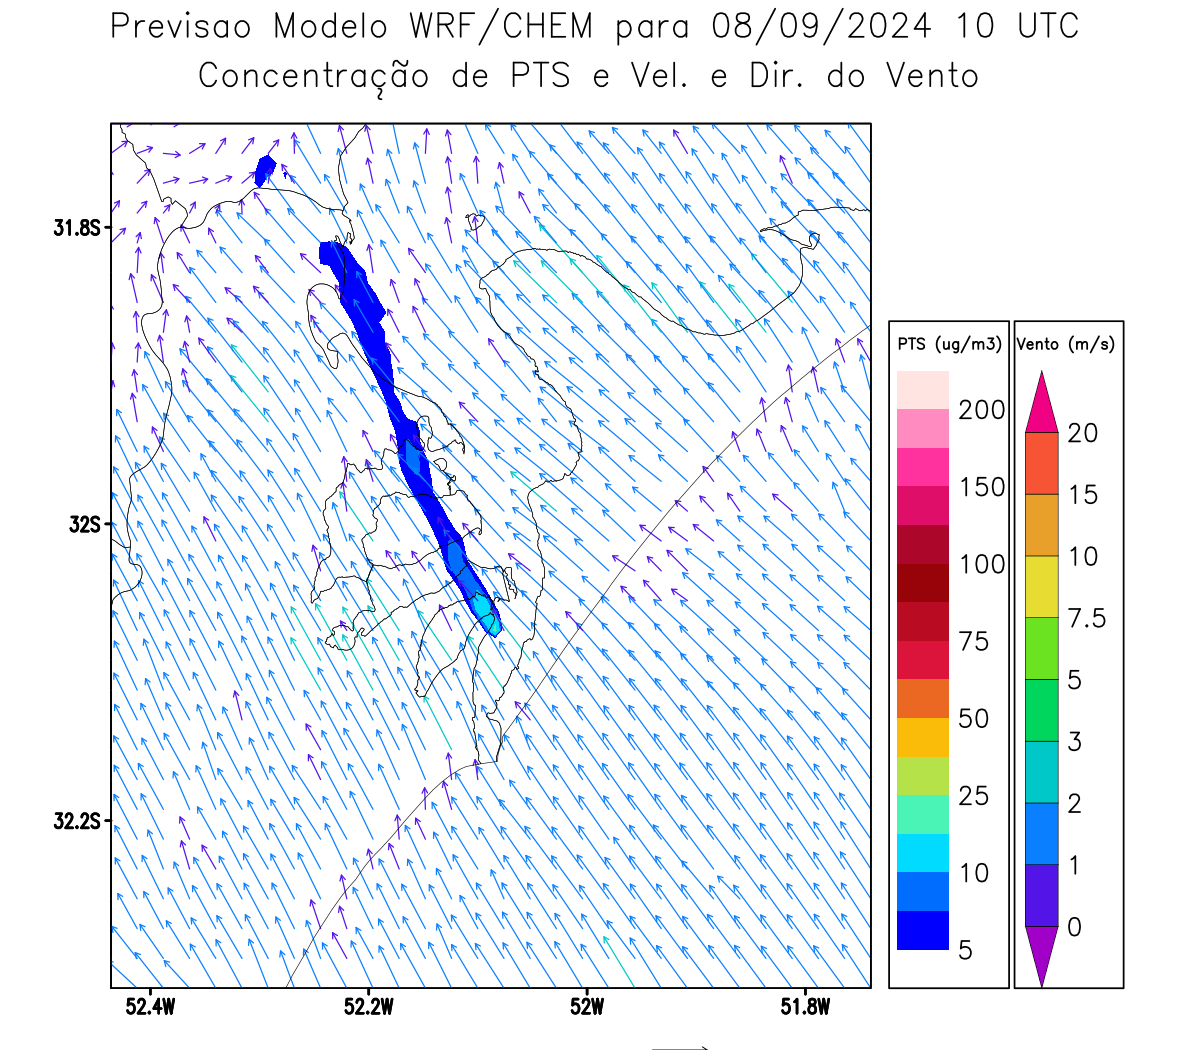 Previsao Modelo WRF/CHEM para 08/09/2024 10 UTC
Concentração de PTS e Vel. e Dir. do Vento
31.8S
32S
32.2S
52.4W 52.2W 52W 51.8W
PTS (ug/m3)
200
150
100
75
50
25
10
5
Vento (m/s)
20
15
10
7.5
5
3
2
1
0